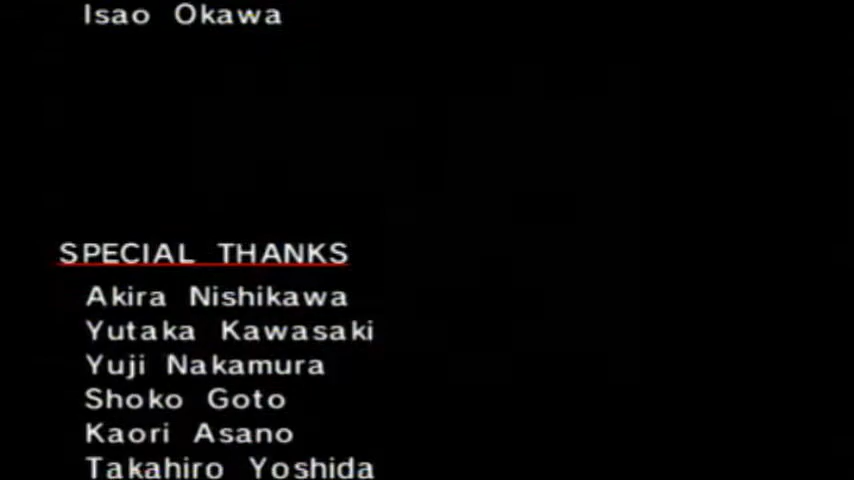 Isao Okawa
SPECIAL THANKS
Akira Nishikawa
Yutaka Kawasaki
Yuji Nakamura
Shoko Goto
Kaori Asano
Takahiro Yoshida